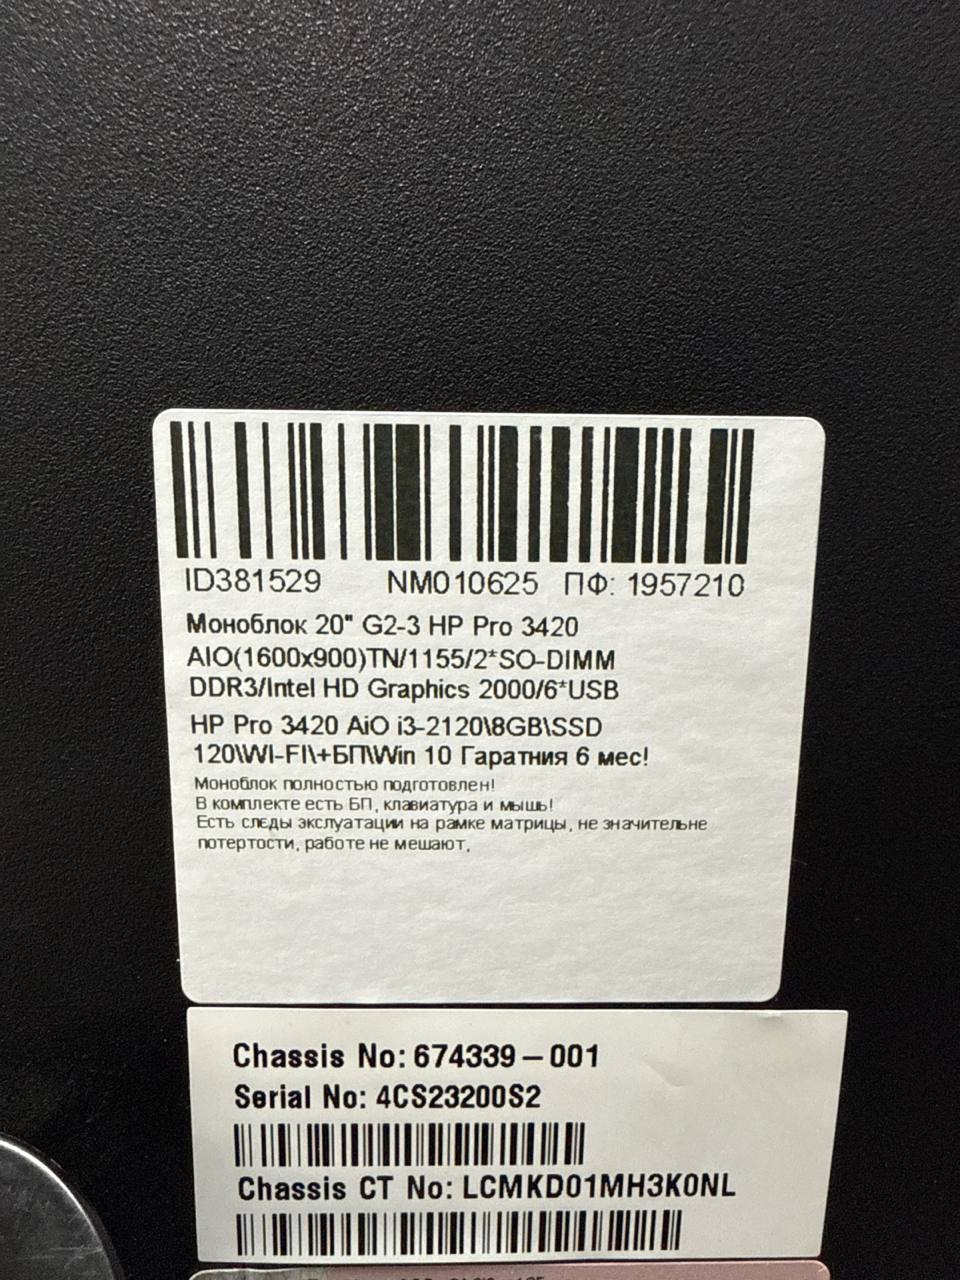 ID381529 NM010625 ПФ: 1957210
Моноблок 20" G2-3 HP Pro 3420
AIO(1600x900)TN/1155/2*SO-DIMM
DDR3/Intel HD Graphics 2000/6*USB
HP Pro 3420 AiO i3-2120\8GB\SSD
120\WI-FI\+БП\Win 10 Гаратния 6 мес!
Моноблок полностью подготовлен!
В комплекте есть БП, клавиатура и мышь!
Есть следы экслуатации на рамке матрицы, не значительне
потертости, работе не мешают,
Chassis No: 674339-001
Serial No: 4CS23200S2
Chassis CT No: LCMKD01MH3K0NL